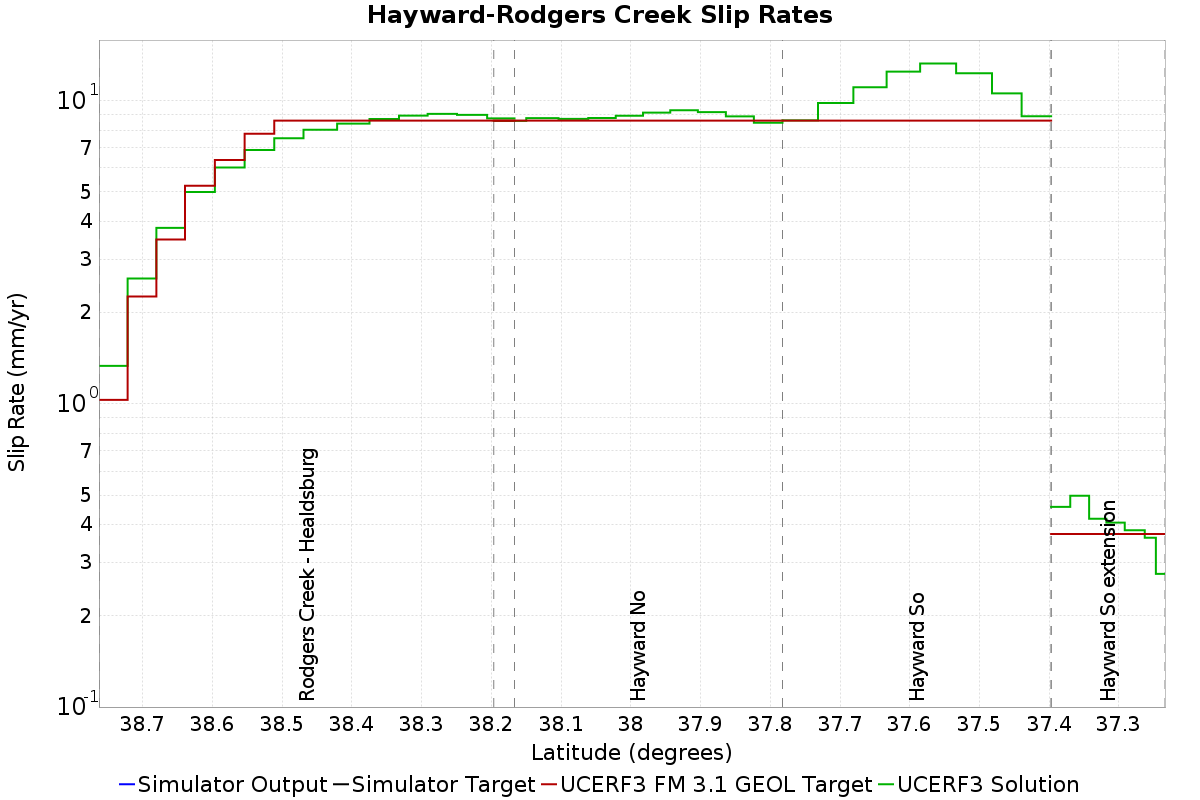 Hayward-Rodgers Creek Slip Rates
Slip Rate (mm/yr)
10^1
7
5
4
3
2
10^0
7
5
4
3
2
10^-1
Rodgers Creek - Healdsburg
Hayward No
Hayward So
Hayward So extension
38.7 38.6 38.5 38.4 38.3 38.2 38.1 38 37.9 37.8 37.7 37.6 37.5 37.4 37.3
Latitude (degrees)
Simulator Output Simulator Target UCERF3 FM 3.1 GEOL Target UCERF3 Solution